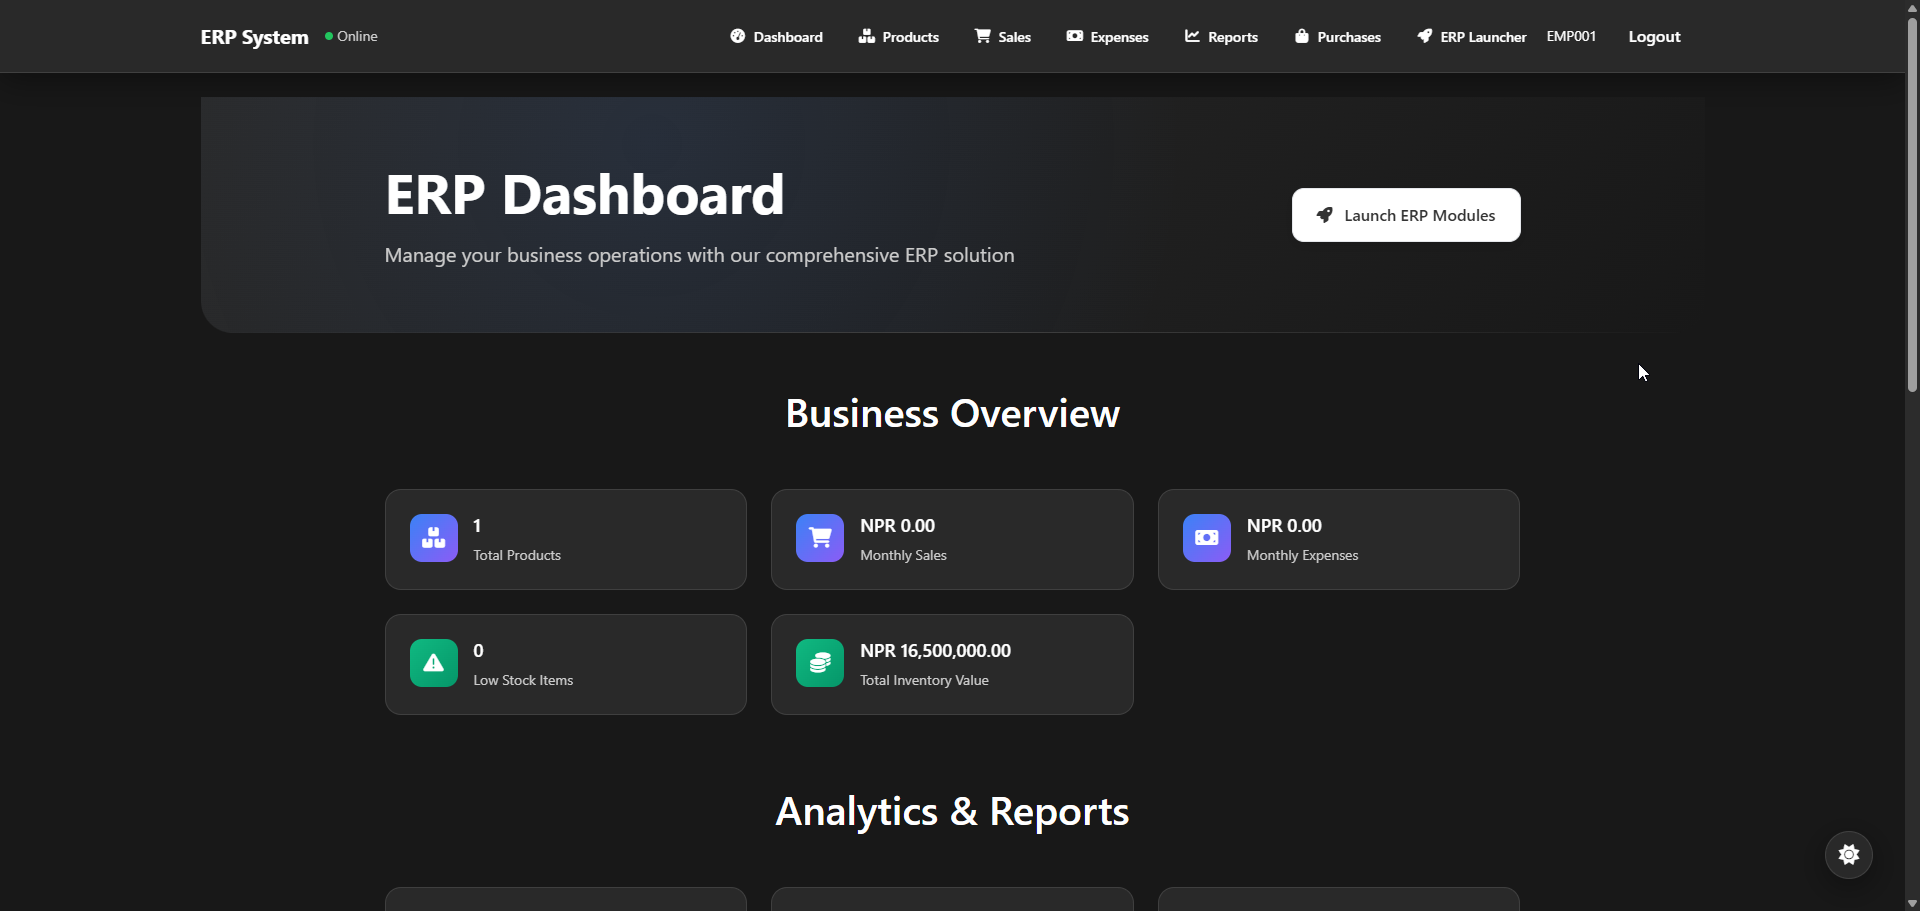 ERP System
Online
Dashboard
Products
Sales
Expenses
Reports
Purchases
ERP Launcher
EMP001
Logout
ERP Dashboard
Manage your business operations with our comprehensive ERP solution
Launch ERP Modules
Business Overview
1
Total Products
NPR 0.00
Monthly Sales
NPR 0.00
Monthly Expenses
0
Low Stock Items
NPR 16,500,000.00
Total Inventory Value
Analytics & Reports